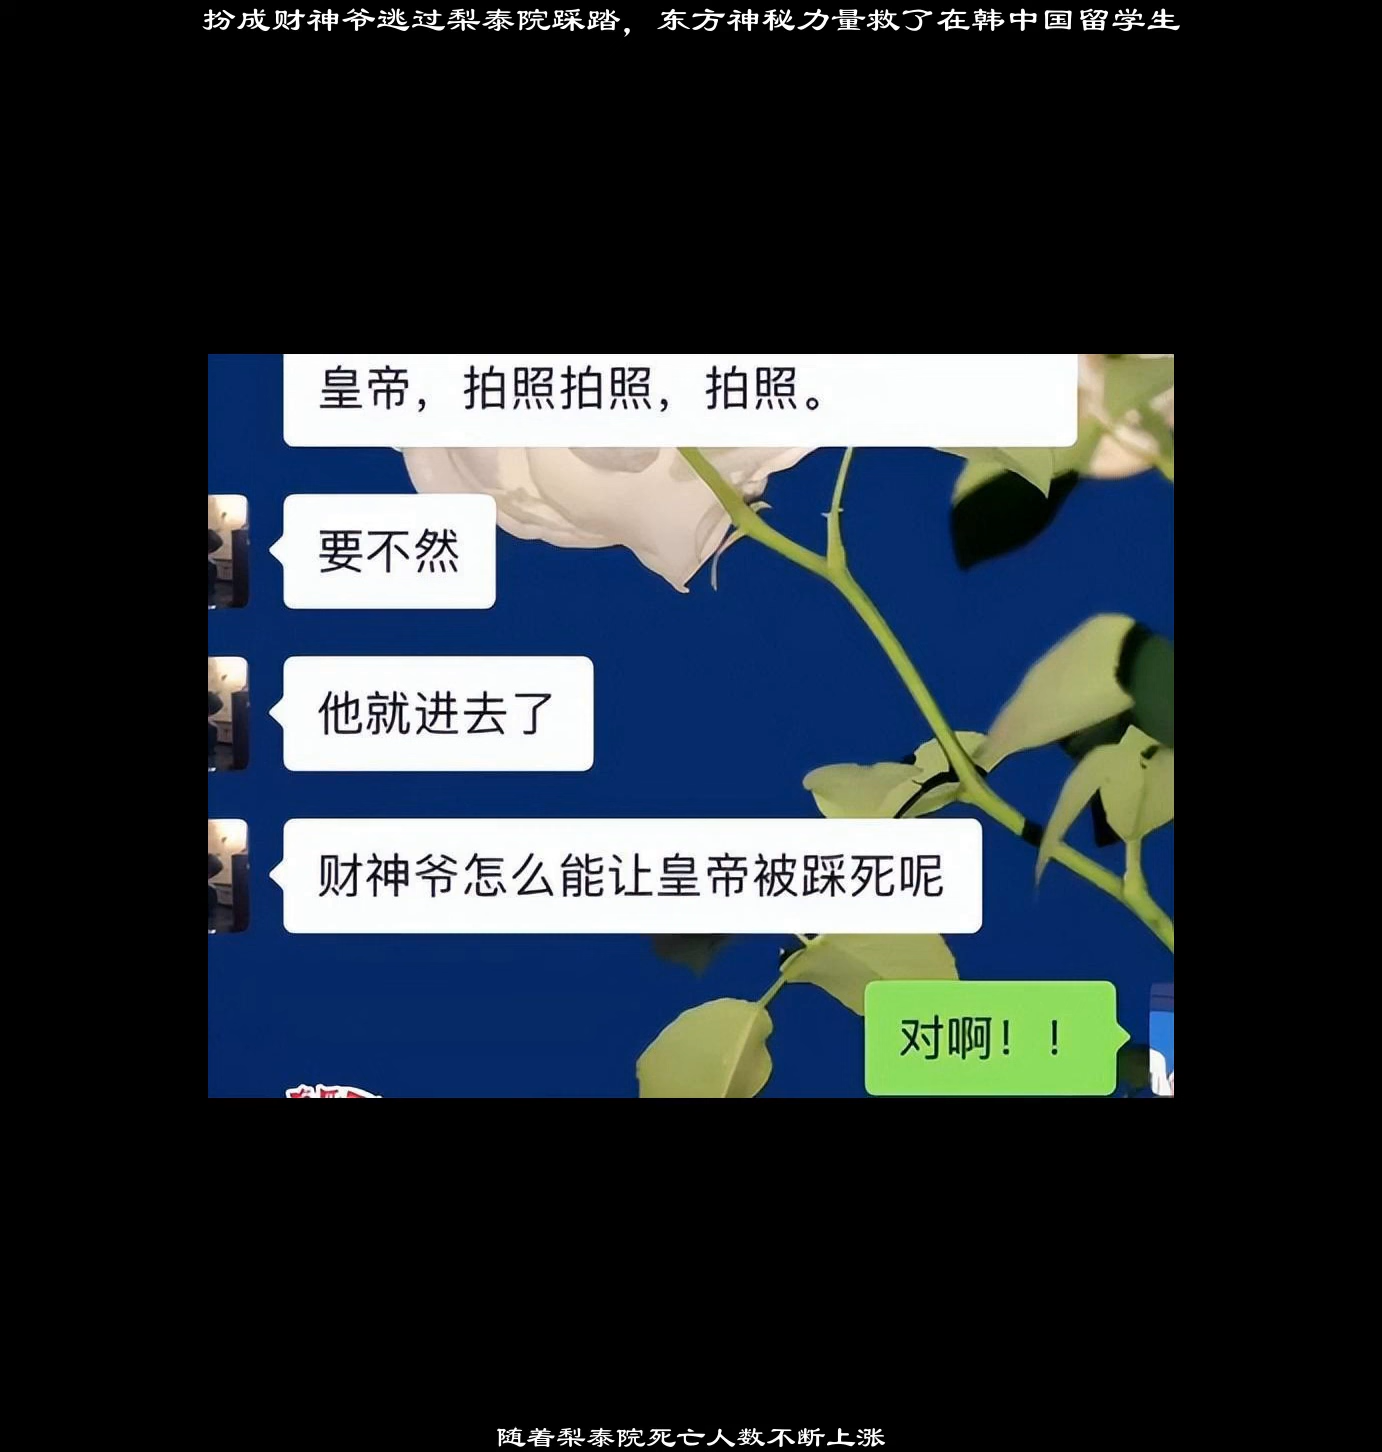 扮成财神爷逃过梨泰院踩踏，东方神秘力量救了在韩中国留学生
皇帝，拍照拍照，拍照。
要不然
他就进去了
财神爷怎么能让皇帝被踩死呢
对啊！！
随着梨泰院死亡人数不断上涨